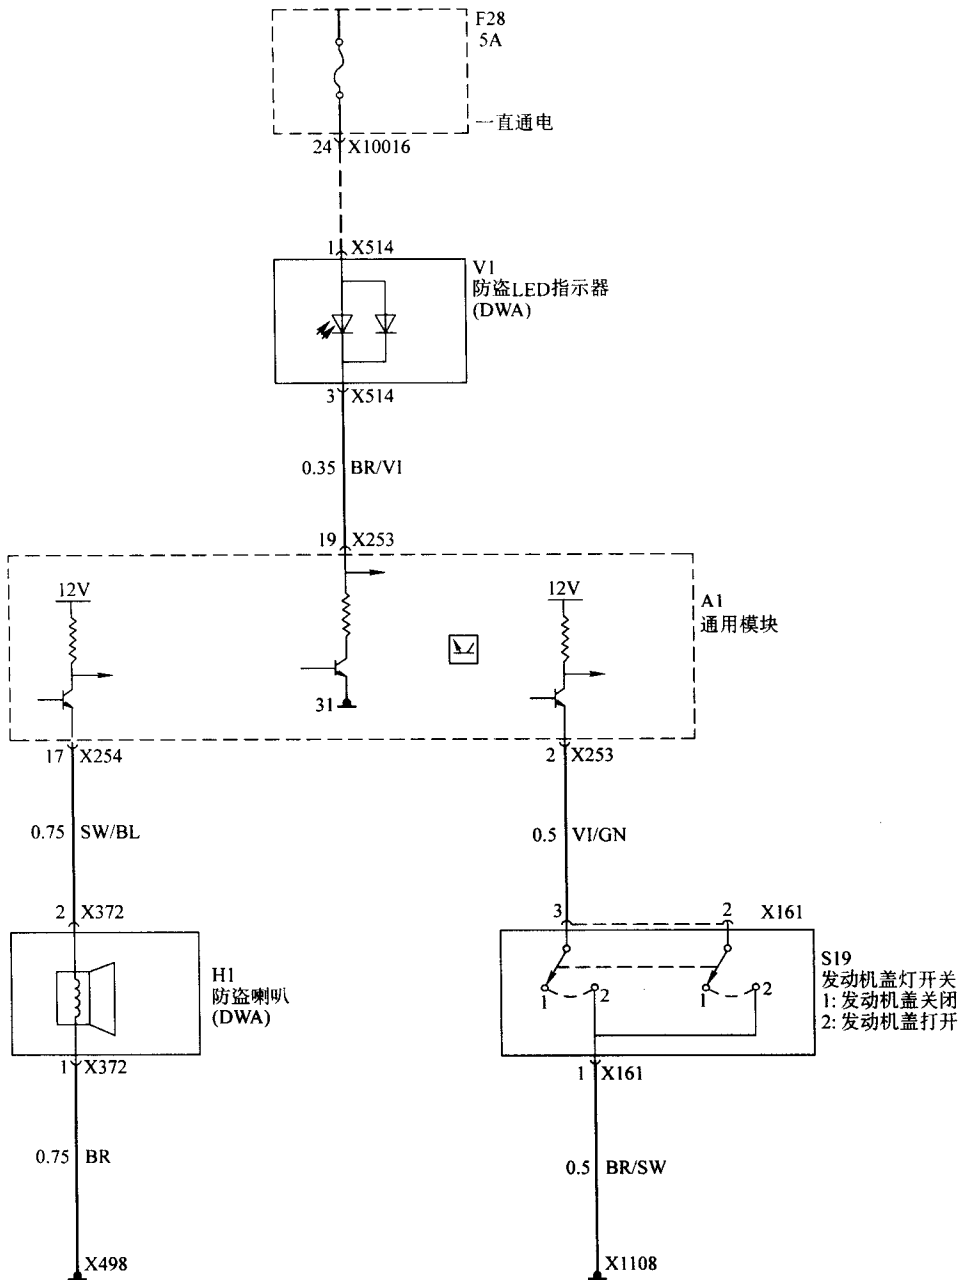 F28
5A
一直通电
24 X10016
1 X514
V1
防盗LED指示器
(DWA)
3 X514
0.35 BR/VI
19 X253
12V
12V
A1
通用模块
31
17 X254
2 X253
0.75 SW/BL
0.5 VI/GN
2 X372
3 2 X161
H1
防盗喇叭
(DWA)
S19
发动机盖灯开关
1: 发动机盖关闭
2: 发动机盖打开
1 2 1 2
1 X372
1 X161
0.75 BR
0.5 BR/SW
X498
X1108